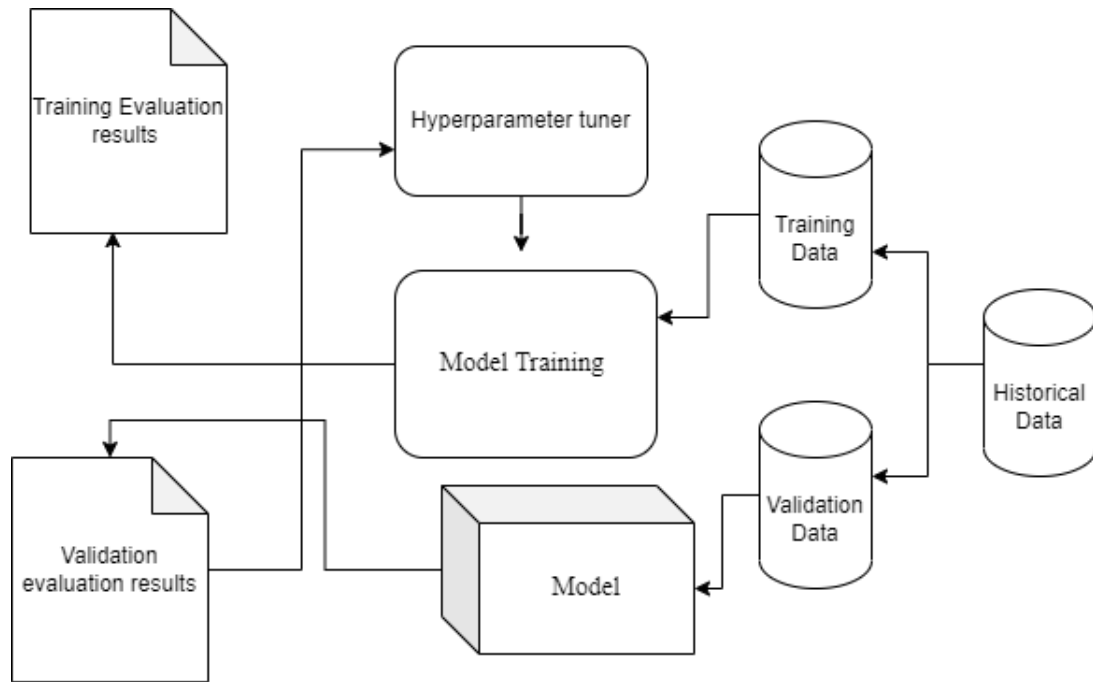 Training Evaluation
results
Hyperparameter tuner
Training
Data
Model Training
Historical
Data
Validation
Data
Validation
evaluation results
Model